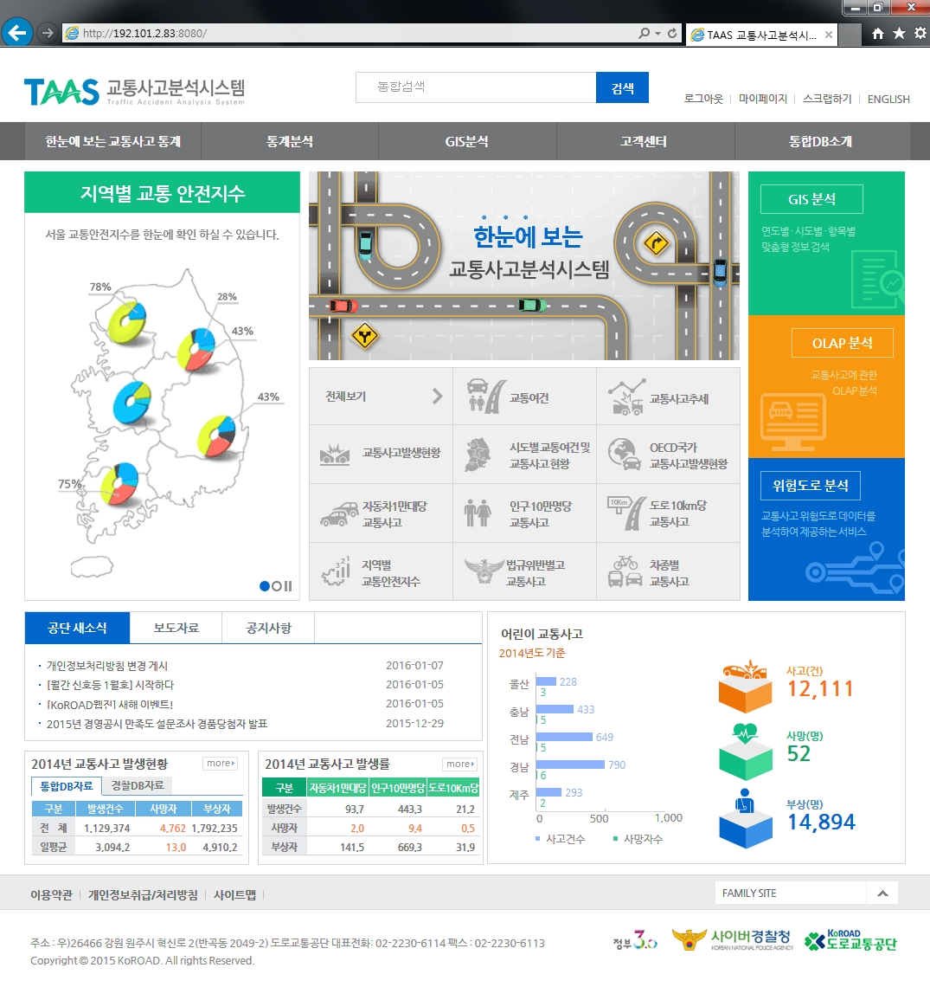 http://192.101.2.83:8080/
TAAS 교통사고분석시...
TAAS 교통사고분석시스템
Traffic Accident Analysis System
통합검색
검색
로그아웃 마이페이지 스크랩하기 ENGLISH
한눈에 보는 교통사고 통계 통계분석 GIS분석 고객센터 통합DB소개
지역별 교통 안전지수
서울 교통안전지수를 한눈에 확인 하실 수 있습니다.
78%
28%
43%
43%
75%
한눈에 보는
교통사고분석시스템
GIS 분석
연도별·시도별·항목별
맞춤형 정보 검색
OLAP 분석
교통사고에 관한
OLAP 분석
위험도로 분석
교통사고 위험도로 데이터를
분석하여 제공하는 서비스
전체보기
교통여건
교통사고추세
교통사고발생현황
시도별 교통여건 및
교통사고 현황
OECD국가
교통사고발생현황
자동차1만대당
교통사고
인구 10만명당
교통사고
10Km
도로 10km당
교통사고
321
지역별
교통안전지수
법규위반별고
교통사고
차종별
교통사고
공단 새소식 보도자료 공지사항
· 개인정보처리방침 변경 게시 2016-01-07
· [월간 신호등 1월호] 시작하다 2016-01-05
· [KoROAD웹진] 새해 이벤트! 2016-01-05
· 2015년 경영공시 만족도 설문조사 경품당첨자 발표 2015-12-29
2014년 교통사고 발생현황 more
통합DB자료 경찰DB자료
구분 발생건수 사망자 부상자
전 체 1,129,374 4,762 1,792,235
일평균 3,094.2 13.0 4,910.2
2014년 교통사고 발생률 more
구분 자동차1만대당 인구10만명당 도로10Km당
발생건수 93.7 443.3 21.2
사망자 2.0 9.4 0.5
부상자 141.5 669.3 31.9
어린이 교통사고
2014년도 기준
울산 228
3
충남 433
5
전남 649
5
경남 790
6
제주 293
2
0 500 1,000
사고건수 사망자수
사고(건)
12,111
사망(명)
52
부상(명)
14,894
이용약관 개인정보취급/처리방침 사이트맵
FAMILY SITE
주소 : 우)26466 강원 원주시 혁신로 2(반곡동 2049-2) 도로교통공단 대표전화: 02-2230-6114 팩스 : 02-2230-6113
Copyright © 2015 KoROAD. All rights Reserved.
정부3.0
사이버경찰청
KOREAN NATIONAL POLICE AGENCY
KoROAD
도로교통공단